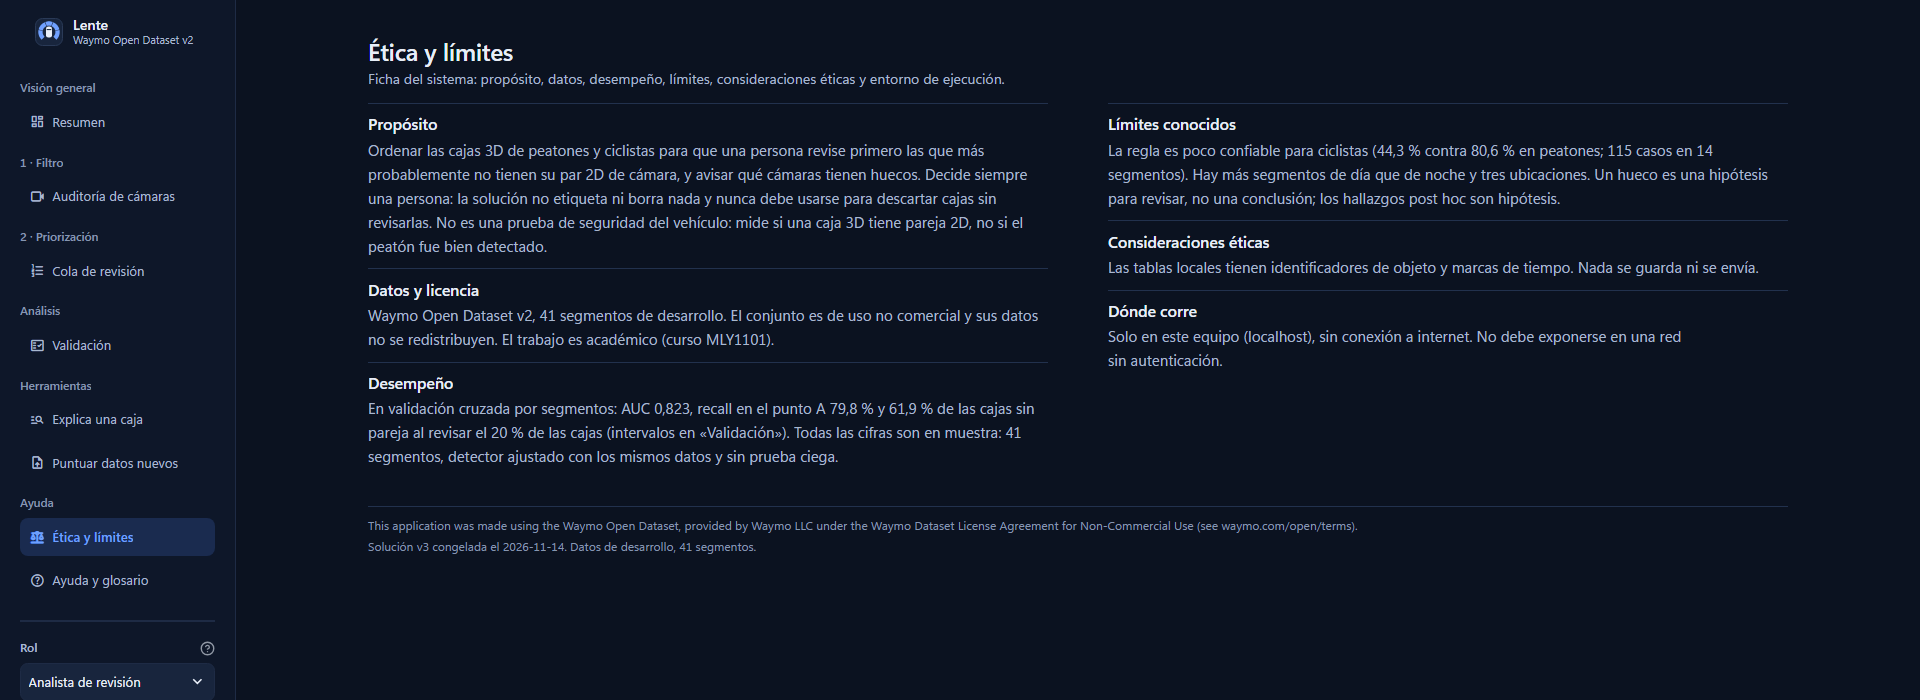 Lente
Waymo Open Dataset v2
Visión general
Resumen
1 · Filtro
Auditoría de cámaras
2 · Priorización
Cola de revisión
Análisis
Validación
Herramientas
Explica una caja
Puntuar datos nuevos
Ayuda
Ética y límites
Ayuda y glosario
Rol
Analista de revisión
Ética y límites
Ficha del sistema: propósito, datos, desempeño, límites, consideraciones éticas y entorno de ejecución.
Propósito
Ordenar las cajas 3D de peatones y ciclistas para que una persona revise primero las que más
probablemente no tienen su par 2D de cámara, y avisar qué cámaras tienen huecos. Decide siempre
una persona: la solución no etiqueta ni borra nada y nunca debe usarse para descartar cajas sin
revisarlas. No es una prueba de seguridad del vehículo: mide si una caja 3D tiene pareja 2D, no si el
peatón fue bien detectado.
Datos y licencia
Waymo Open Dataset v2, 41 segmentos de desarrollo. El conjunto es de uso no comercial y sus datos
no se redistribuyen. El trabajo es académico (curso MLY1101).
Desempeño
En validación cruzada por segmentos: AUC 0,823, recall en el punto A 79,8 % y 61,9 % de las cajas sin
pareja al revisar el 20 % de las cajas (intervalos en «Validación»). Todas las cifras son en muestra: 41
segmentos, detector ajustado con los mismos datos y sin prueba ciega.
Límites conocidos
La regla es poco confiable para ciclistas (44,3 % contra 80,6 % en peatones; 115 casos en 14
segmentos). Hay más segmentos de día que de noche y tres ubicaciones. Un hueco es una hipótesis
para revisar, no una conclusión; los hallazgos post hoc son hipótesis.
Consideraciones éticas
Las tablas locales tienen identificadores de objeto y marcas de tiempo. Nada se guarda ni se envía.
Dónde corre
Solo en este equipo (localhost), sin conexión a internet. No debe exponerse en una red
sin autenticación.
This application was made using the Waymo Open Dataset, provided by Waymo LLC under the Waymo Dataset License Agreement for Non-Commercial Use (see waymo.com/open/terms).
Solución v3 congelada el 2026-11-14. Datos de desarrollo, 41 segmentos.